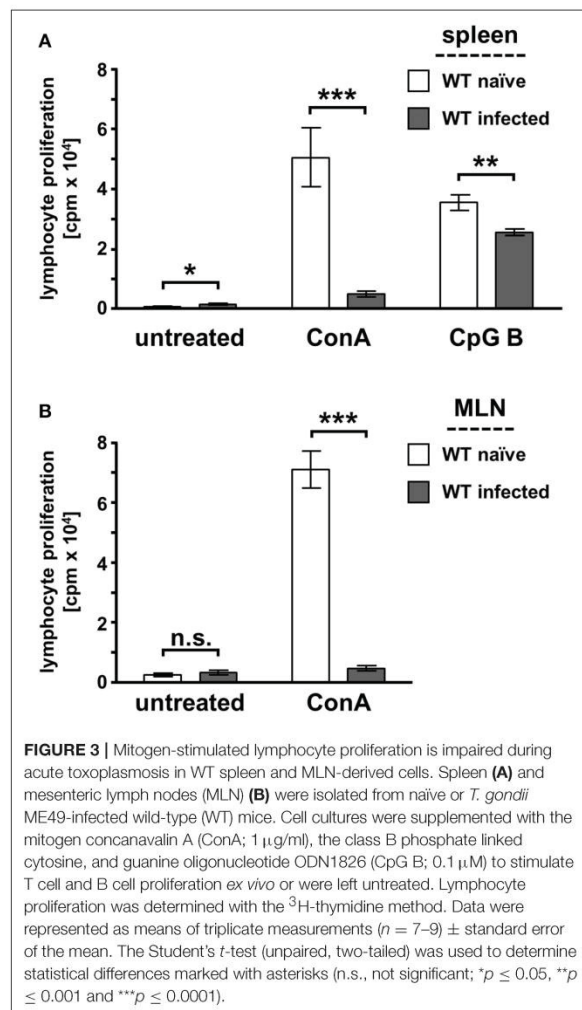 A
spleen
WT naïve
WT infected
lymphocyte proliferation
[cpm x 10⁴]
8
6
4
2
0
*
***
**
untreated ConA CpG B
B
MLN
WT naïve
WT infected
lymphocyte proliferation
[cpm x 10⁴]
8
6
4
2
0
n.s.
***
untreated ConA
FIGURE 3 | Mitogen-stimulated lymphocyte proliferation is impaired during
acute toxoplasmosis in WT spleen and MLN-derived cells. Spleen (A) and
mesenteric lymph nodes (MLN) (B) were isolated from naïve or T. gondii
ME49-infected wild-type (WT) mice. Cell cultures were supplemented with the
mitogen concanavalin A (ConA; 1 μg/ml), the class B phosphate linked
cytosine, and guanine oligonucleotide ODN1826 (CpG B; 0.1 μM) to stimulate
T cell and B cell proliferation ex vivo or were left untreated. Lymphocyte
proliferation was determined with the ³H-thymidine method. Data were
represented as means of triplicate measurements (n = 7–9) ± standard error
of the mean. The Student's t-test (unpaired, two-tailed) was used to determine
statistical differences marked with asterisks (n.s., not significant; *p ≤ 0.05, **p
≤ 0.001 and ***p ≤ 0.0001).